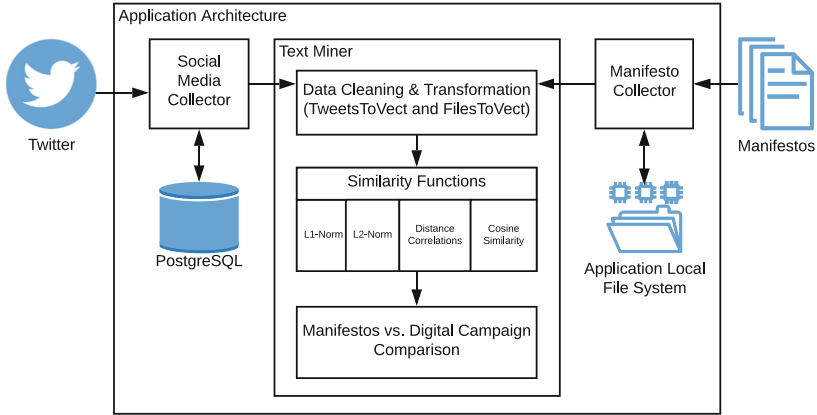 Application Architecture
Twitter
Social
Media
Collector
PostgreSQL
Text Miner
Data Cleaning & Transformation
(TweetsToVect and FilesToVect)
Similarity Functions
L1-Norm
L2-Norm
Distance
Correlations
Cosine
Similarity
Manifestos vs. Digital Campaign
Comparison
Manifesto
Collector
Application Local
File System
Manifestos